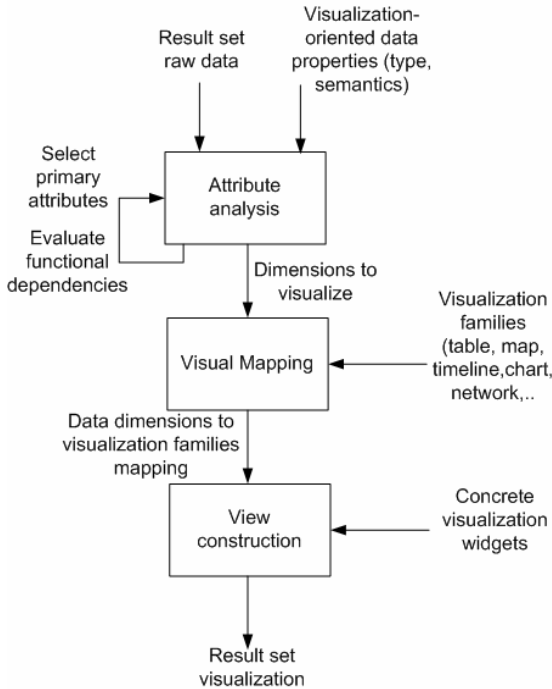 Result set
raw data
Visualization-
oriented data
properties (type,
semantics)
Select
primary
attributes
Attribute
analysis
Evaluate
functional
dependencies
Dimensions to
visualize
Visualization
families
(table, map,
timeline,chart,
network,..
Visual Mapping
Data dimensions to
visualization families
mapping
View
construction
Concrete
visualization
widgets
Result set
visualization